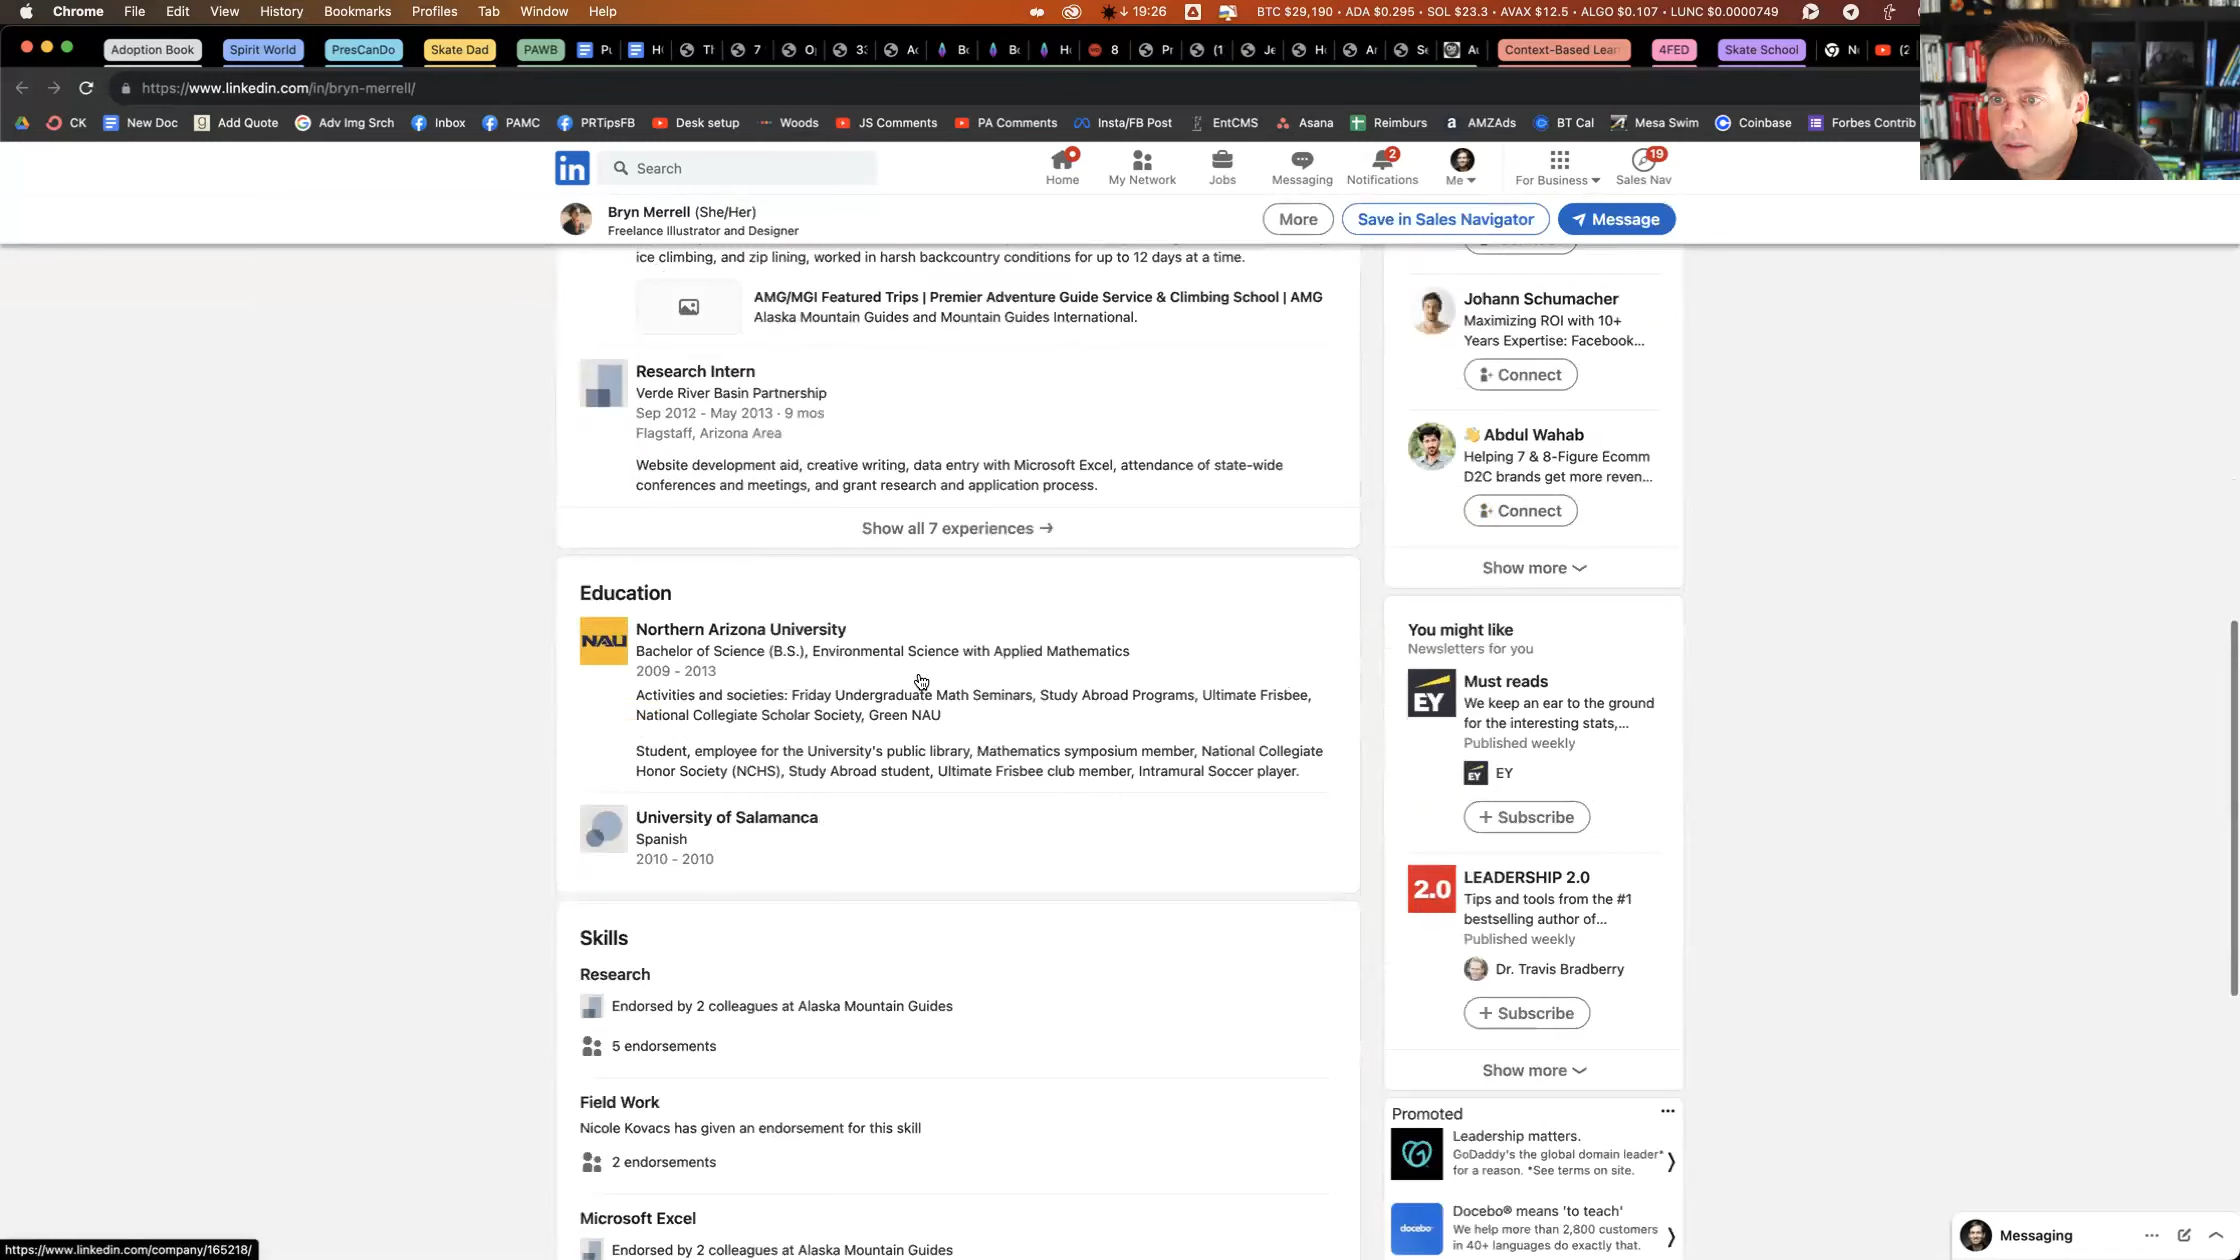 Chrome File Edit View History Bookmarks Profiles Tab Window Help
19:26 BTC $29,190 • ADA $0.295 • SOL $23.3 • AVAX $12.5 • ALGO $0.107 • LUNC $0.0000749
Adoption Book Spirit World PresCanDo Skate Dad PAWB Context-Based Lear 4FED Skate School
https://www.linkedin.com/in/bryn-merrell/
CK New Doc Add Quote Adv Img Srch Inbox PAMC PRTipsFB Desk setup Woods JS Comments PA Comments Insta/FB Post EntCMS Asana Reimburs AMZAds BT Cal Mesa Swim Coinbase Forbes Contrib
in Search
Home My Network Jobs Messaging 2 Notifications Me For Business 19 Sales Nav
Bryn Merrell (She/Her)
Freelance Illustrator and Designer
More Save in Sales Navigator Message
ice climbing, and zip lining, worked in harsh backcountry conditions for up to 12 days at a time.
AMG/MGI Featured Trips | Premier Adventure Guide Service & Climbing School | AMG
Alaska Mountain Guides and Mountain Guides International.
Research Intern
Verde River Basin Partnership
Sep 2012 - May 2013 · 9 mos
Flagstaff, Arizona Area
Website development aid, creative writing, data entry with Microsoft Excel, attendance of state-wide
conferences and meetings, and grant research and application process.
Show all 7 experiences →
Education
NAU
Northern Arizona University
Bachelor of Science (B.S.), Environmental Science with Applied Mathematics
2009 - 2013
Activities and societies: Friday Undergraduate Math Seminars, Study Abroad Programs, Ultimate Frisbee,
National Collegiate Scholar Society, Green NAU
Student, employee for the University's public library, Mathematics symposium member, National Collegiate
Honor Society (NCHS), Study Abroad student, Ultimate Frisbee club member, Intramural Soccer player.
University of Salamanca
Spanish
2010 - 2010
Skills
Research
Endorsed by 2 colleagues at Alaska Mountain Guides
5 endorsements
Field Work
Nicole Kovacs has given an endorsement for this skill
2 endorsements
Microsoft Excel
Endorsed by 2 colleagues at Alaska Mountain Guides
Johann Schumacher
Maximizing ROI with 10+
Years Expertise: Facebook...
Connect
👋 Abdul Wahab
Helping 7 & 8-Figure Ecomm
D2C brands get more reven...
Connect
Show more
You might like
Newsletters for you
EY
Must reads
We keep an ear to the ground
for the interesting stats,...
Published weekly
EY EY
+ Subscribe
2.0
LEADERSHIP 2.0
Tips and tools from the #1
bestselling author of...
Published weekly
Dr. Travis Bradberry
+ Subscribe
Show more
Promoted
Leadership matters.
GoDaddy's the global domain leader*
for a reason. *See terms on site.
docebo
Docebo® means 'to teach'
We help more than 2,800 customers
in 40+ languages do exactly that.
Messaging
https://www.linkedin.com/company/165218/